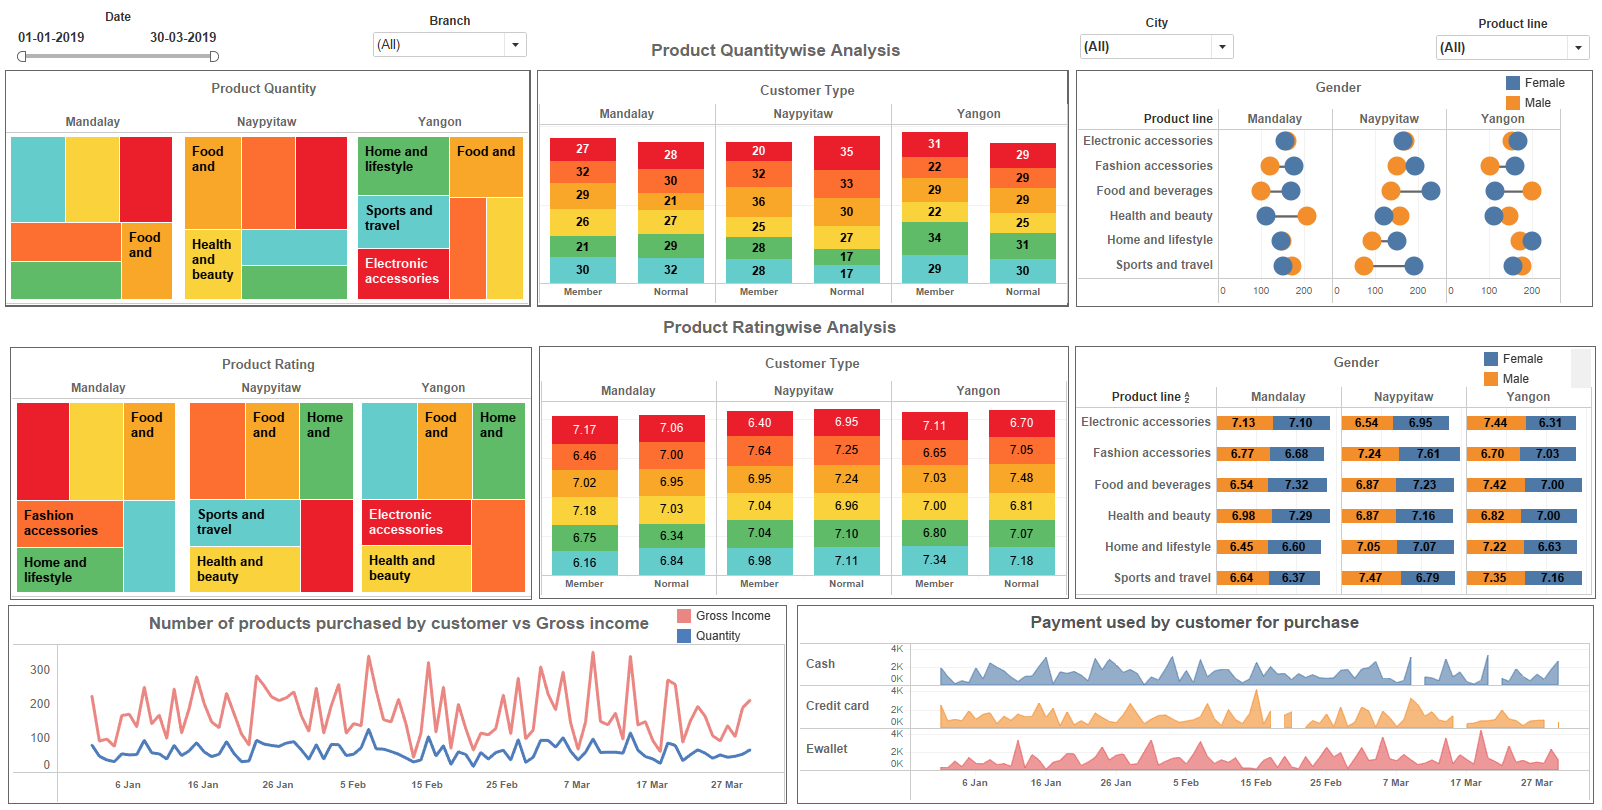 Date
01-01-2019 30-03-2019
Branch
(All)
Product Quantitywise Analysis
City
(All)
Product line
(All)
Product Quantity
Mandalay Naypyitaw Yangon
Food and
Food and
Health and beauty
Home and lifestyle
Food and
Sports and travel
Electronic accessories
Customer Type
Mandalay Naypyitaw Yangon
27 28 20 35 31 29
32 30 32 33 22 29
29 21 36 30 29 29
26 27 25 27 22 25
21 29 28 17 34 31
30 32 28 17 29 30
Member Normal Member Normal Member Normal
Gender
Female
Male
Product line Mandalay Naypyitaw Yangon
Electronic accessories
Fashion accessories
Food and beverages
Health and beauty
Home and lifestyle
Sports and travel
0 100 200 0 100 200 0 100 200
Product Ratingwise Analysis
Product Rating
Mandalay Naypyitaw Yangon
Food and
Fashion accessories
Home and lifestyle
Food and
Home and
Sports and travel
Health and beauty
Food and
Home and
Electronic accessories
Health and beauty
Customer Type
Mandalay Naypyitaw Yangon
7.17 7.06 6.40 6.95 7.11 6.70
6.46 7.00 7.64 7.25 6.65 7.05
7.02 6.95 6.95 7.24 7.03 7.48
7.18 7.03 7.04 6.96 7.00 6.81
6.75 6.34 7.04 7.10 6.80 7.07
6.16 6.84 6.98 7.11 7.34 7.18
Member Normal Member Normal Member Normal
Gender
Female
Male
Product line Mandalay Naypyitaw Yangon
Electronic accessories 7.13 7.10 6.54 6.95 7.44 6.31
Fashion accessories 6.77 6.68 7.24 7.61 6.70 7.03
Food and beverages 6.54 7.32 6.87 7.23 7.42 7.00
Health and beauty 6.98 7.29 6.87 7.16 6.82 7.00
Home and lifestyle 6.45 6.60 7.05 7.07 7.22 6.63
Sports and travel 6.64 6.37 7.47 6.79 7.35 7.16
Number of products purchased by customer vs Gross income
Gross Income
Quantity
300
200
100
0
6 Jan 16 Jan 26 Jan 5 Feb 15 Feb 25 Feb 7 Mar 17 Mar 27 Mar
Payment used by customer for purchase
Cash 4K 2K 0K
Credit card 4K 2K 0K
Ewallet 4K 2K 0K
6 Jan 16 Jan 26 Jan 5 Feb 15 Feb 25 Feb 7 Mar 17 Mar 27 Mar